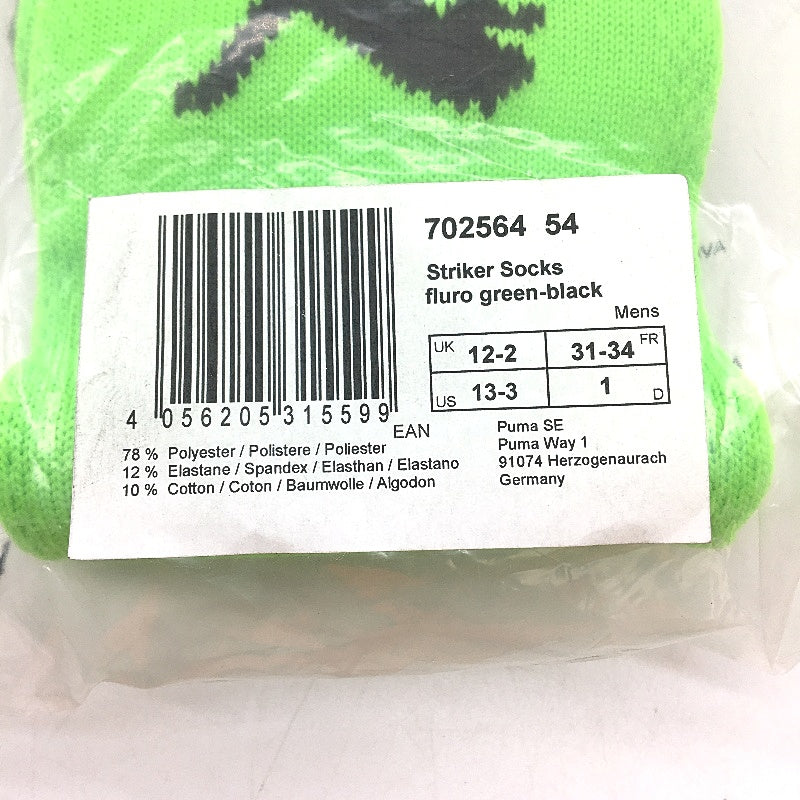 702564 54
Striker Socks
fluro green-black
Mens
UK 12-2 31-34 FR
US 13-3 1 D
4 056205 315599
EAN
78 % Polyester / Polistere / Poliester
12 % Elastane / Spandex / Elasthan / Elastano
10 % Cotton / Coton / Baumwolle / Algodon
Puma SE
Puma Way 1
91074 Herzogenaurach
Germany